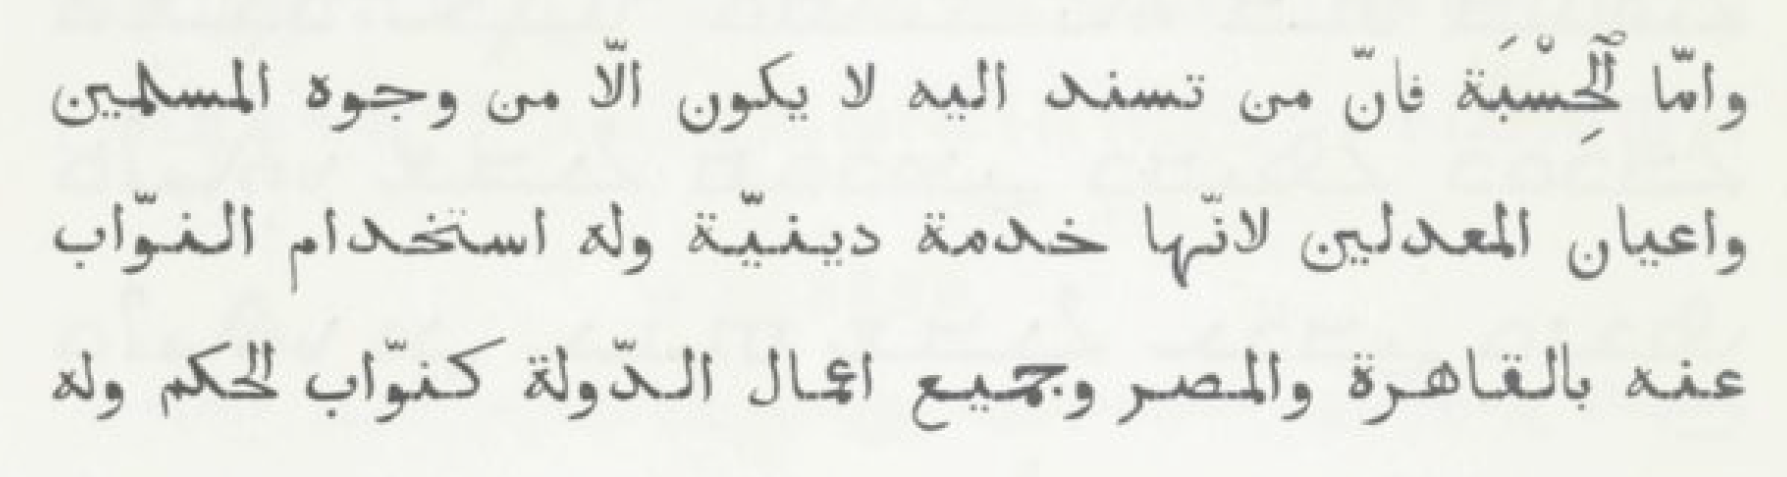 وامّا ٱلْحِسْبَة فانّ من تسند اليه لا يكون الّا من وجوه المسلمين
واعيان المعدلين لانّها خدمة دينيّة وله استخدام النوّاب
عنه بالقاهرة والمصر وجميع اعمال الدّولة كنوّاب الحكم وله